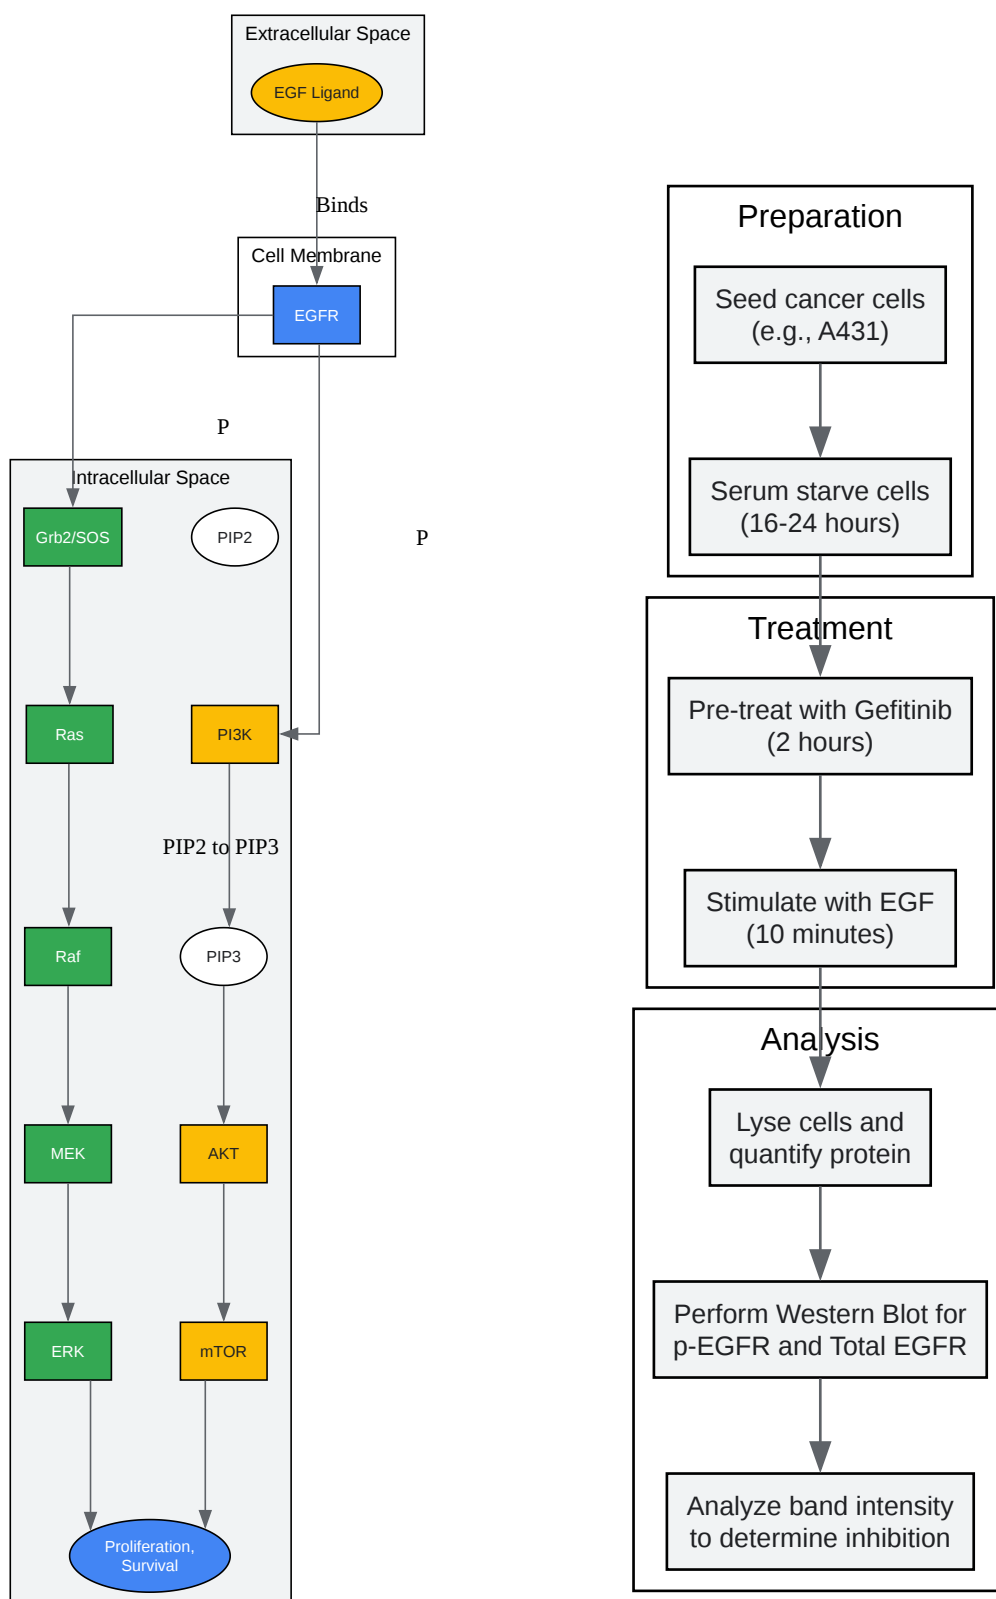 Extracellular Space
EGF Ligand
Binds
Cell Membrane
EGFR
P
Intracellular Space
Grb2/SOS
PIP2
P
Ras
PI3K
PIP2 to PIP3
Raf
PIP3
MEK
AKT
ERK
mTOR
Proliferation,
Survival
Preparation
Seed cancer cells
(e.g., A431)
Serum starve cells
(16-24 hours)
Treatment
Pre-treat with Gefitinib
(2 hours)
Stimulate with EGF
(10 minutes)
Analysis
Lyse cells and
quantify protein
Perform Western Blot for
p-EGFR and Total EGFR
Analyze band intensity
to determine inhibition